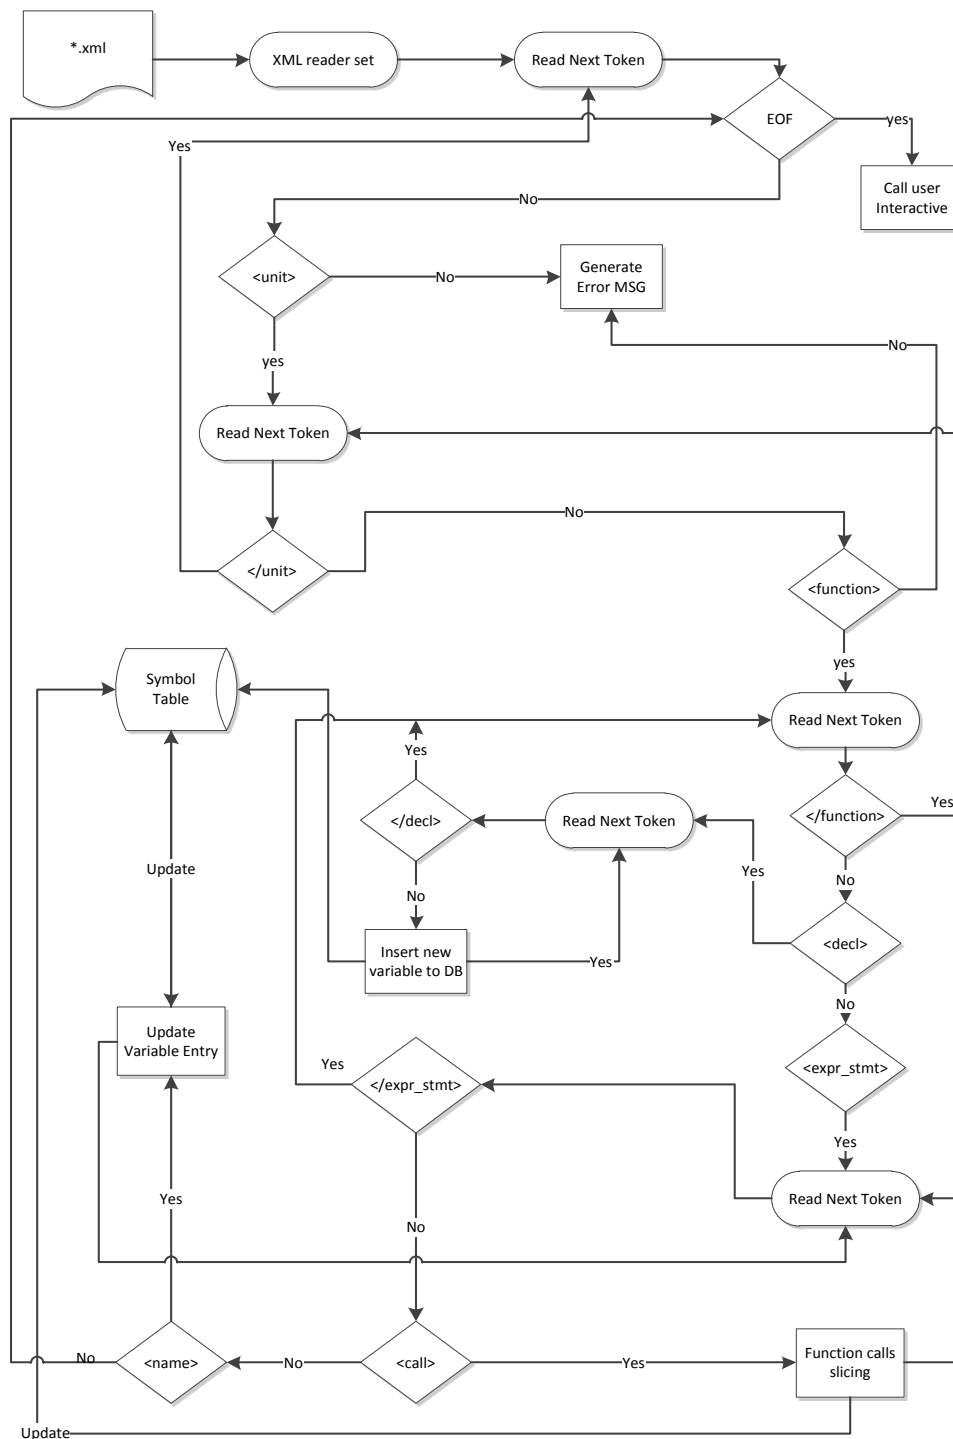 *.xml
XML reader set
Read Next Token
EOF
yes
Yes
Call user
Interactive
No
<unit>
No
Generate
Error MSG
No
yes
Read Next Token
No
</unit>
<function>
yes
Symbol
Table
Read Next Token
Yes
</decl>
Read Next Token
</function>
Yes
Update
Yes
No
No
<decl>
Insert new
variable to DB
Yes
No
Update
Variable Entry
Yes
</expr_stmt>
<expr_stmt>
Yes
Yes
Read Next Token
No
No
<name>
No
<call>
Yes
Function calls
slicing
Update